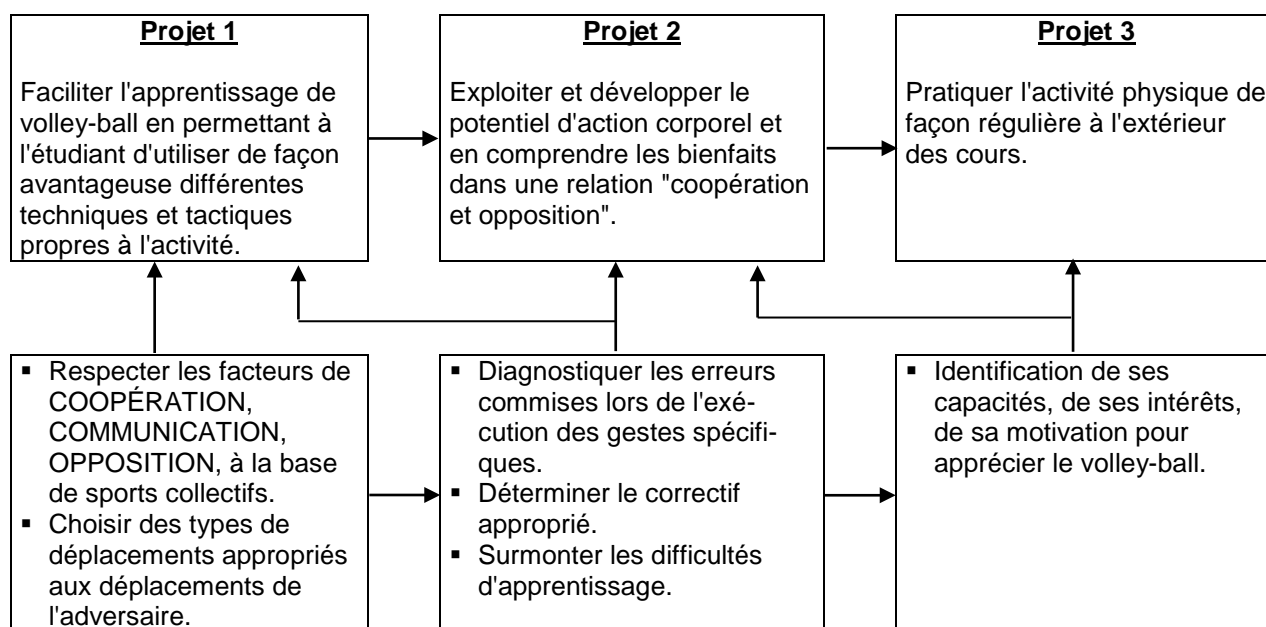 Projet 1
Faciliter l'apprentissage de
volley-ball en permettant à
l'étudiant d'utiliser de façon
avantageuse différentes
techniques et tactiques
propres à l'activité.
Projet 2
Exploiter et développer le
potentiel d'action corporel et
en comprendre les bienfaits
dans une relation "coopération
et opposition".
Projet 3
Pratiquer l'activité physique de
façon régulière à l'extérieur
des cours.
▪ Respecter les facteurs de
COOPÉRATION,
COMMUNICATION,
OPPOSITION, à la base
de sports collectifs.
▪ Choisir des types de
déplacements appropriés
aux déplacements de
l'adversaire.
▪ Diagnostiquer les erreurs
commises lors de l'exé-
cution des gestes spécifi-
ques.
▪ Déterminer le correctif
approprié.
▪ Surmonter les difficultés
d'apprentissage.
▪ Identification de ses
capacités, de ses intérêts,
de sa motivation pour
apprécier le volley-ball.